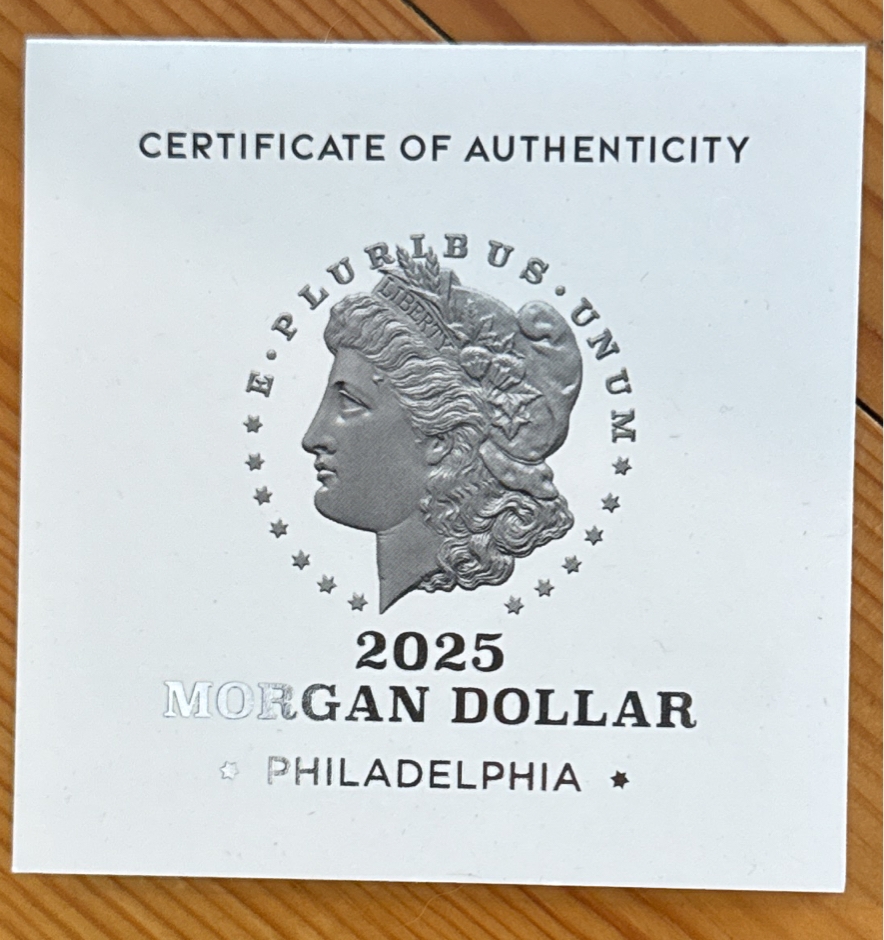 CERTIFICATE OF AUTHENTICITY
E · PLURIBUS · UNUM
LIBERTY
2025
MORGAN DOLLAR
PHILADELPHIA